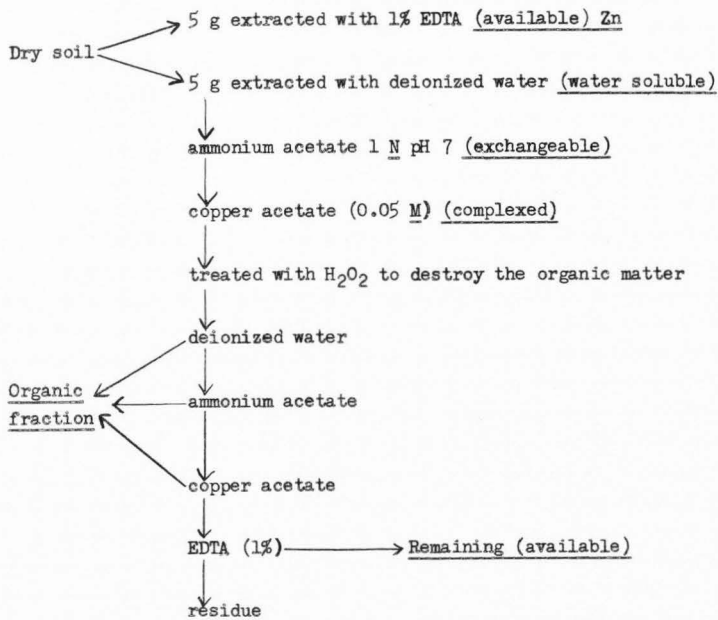 5 g extracted with 1% EDTA (available) Zn
Dry soil
5 g extracted with deionized water (water soluble)
ammonium acetate 1 N pH 7 (exchangeable)
copper acetate (0.05 M) (complexed)
treated with H₂O₂ to destroy the organic matter
deionized water
Organic
fraction
ammonium acetate
copper acetate
EDTA (1%)
Remaining (available)
residue